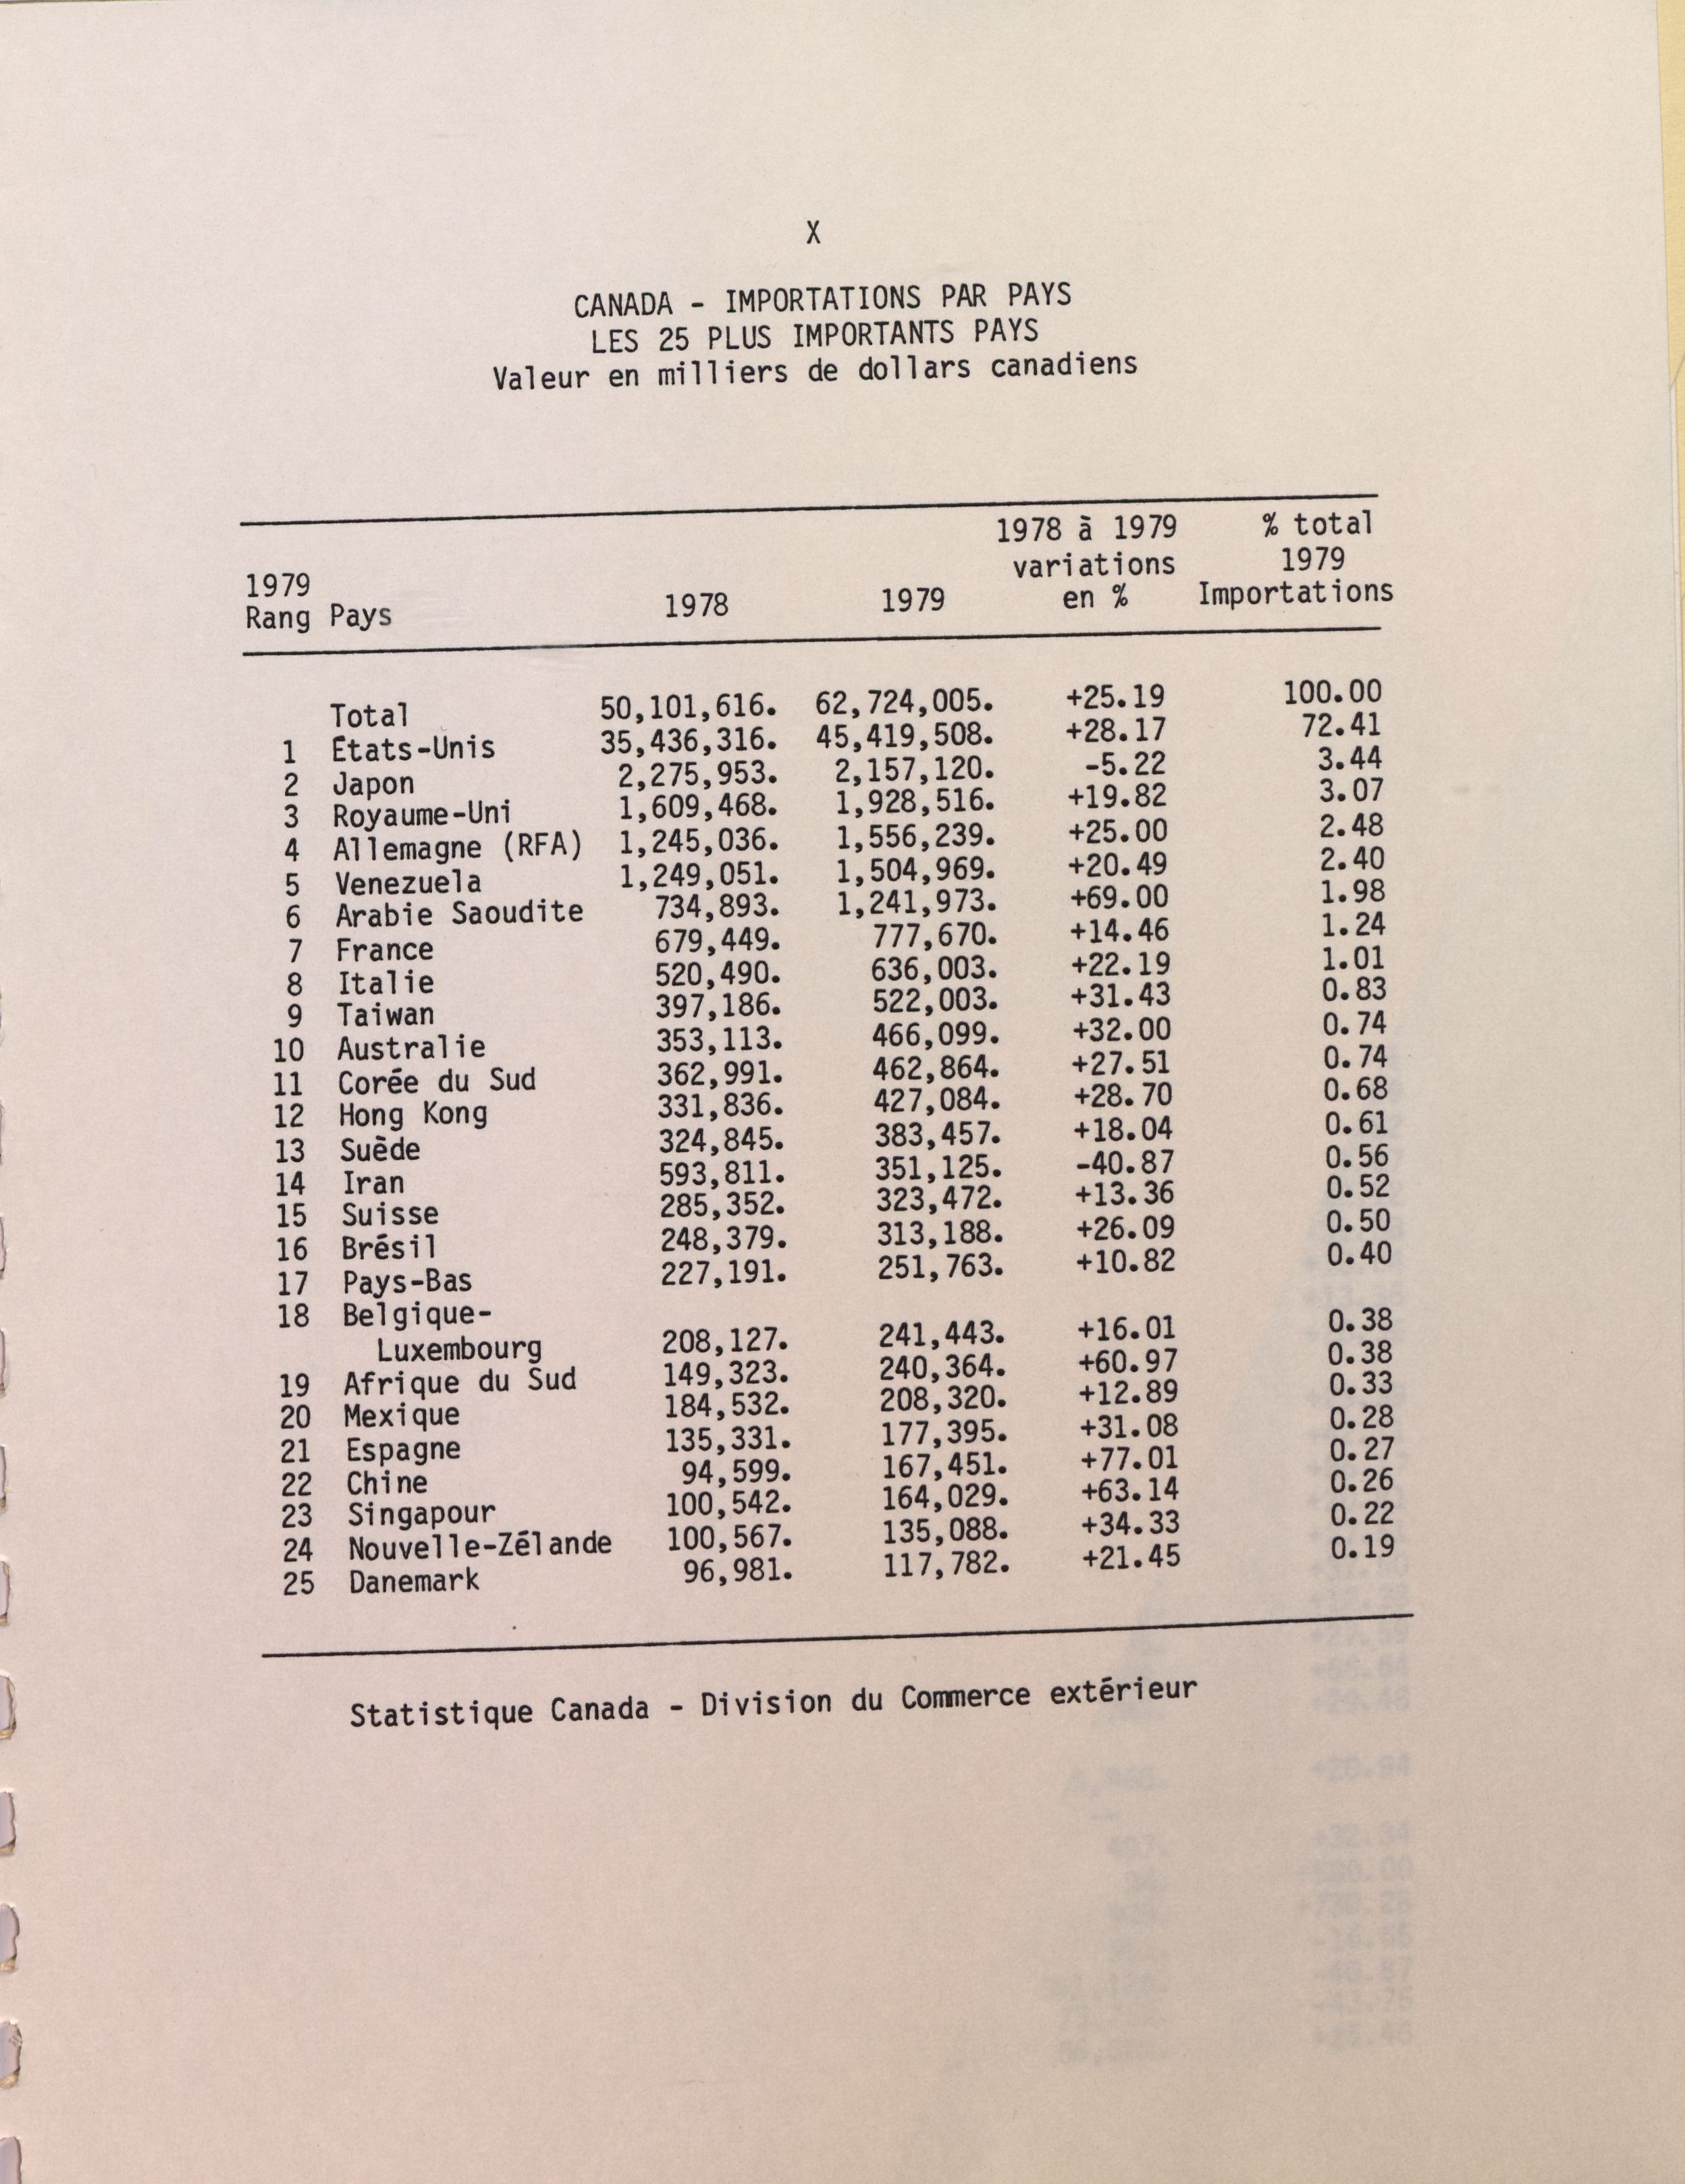 X
CANADA - IMPORTATIONS PAR PAYS
LES 25 PLUS IMPORTANTS PAYS
Valeur en milliers de dollars canadiens
1978 à 1979 % total
variations 1979
1979
Rang Pays 1978 1979 en % Importations
Total 50,101,616. 62,724,005. +25.19 100.00
1 États-Unis 35,436,316. 45,419,508. +28.17 72.41
2 Japon 2,275,953. 2,157,120. -5.22 3.44
3 Royaume-Uni 1,609,468. 1,928,516. +19.82 3.07
4 Allemagne (RFA) 1,245,036. 1,556,239. +25.00 2.48
5 Venezuela 1,249,051. 1,504,969. +20.49 2.40
6 Arabie Saoudite 734,893. 1,241,973. +69.00 1.98
7 France 679,449. 777,670. +14.46 1.24
8 Italie 520,490. 636,003. +22.19 1.01
9 Taiwan 397,186. 522,003. +31.43 0.83
10 Australie 353,113. 466,099. +32.00 0.74
11 Corée du Sud 362,991. 462,864. +27.51 0.74
12 Hong Kong 331,836. 427,084. +28.70 0.68
13 Suède 324,845. 383,457. +18.04 0.61
14 Iran 593,811. 351,125. -40.87 0.56
15 Suisse 285,352. 323,472. +13.36 0.52
16 Brésil 248,379. 313,188. +26.09 0.50
17 Pays-Bas 227,191. 251,763. +10.82 0.40
18 Belgique-
Luxembourg 208,127. 241,443. +16.01 0.38
19 Afrique du Sud 149,323. 240,364. +60.97 0.38
20 Mexique 184,532. 208,320. +12.89 0.33
21 Espagne 135,331. 177,395. +31.08 0.28
22 Chine 94,599. 167,451. +77.01 0.27
23 Singapour 100,542. 164,029. +63.14 0.26
24 Nouvelle-Zélande 100,567. 135,088. +34.33 0.22
25 Danemark 96,981. 117,782. +21.45 0.19
Statistique Canada - Division du Commerce extérieur